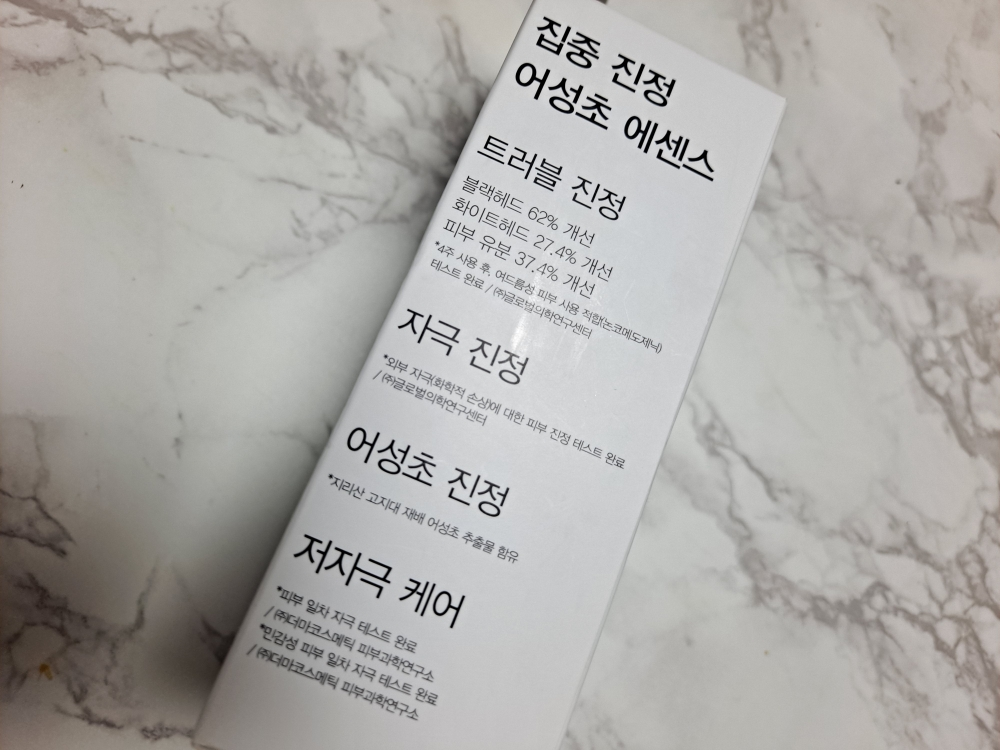 집중 진정
어성초 에센스
트러블 진정
블랙헤드 62% 개선
화이트헤드 27.4% 개선
피부 유분 37.4% 개선
*4주 사용 후, 여드름성 피부 사용 적합(논코메도제닉)
테스트 완료 / ㈜글로벌의학연구센터
자극 진정
*외부 자극(화학적 손상)에 대한 피부 진정 테스트 완료
/ ㈜글로벌의학연구센터
어성초 진정
*지리산 고지대 재배 어성초 추출물 함유
저자극 케어
*피부 일차 자극 테스트 완료
/ ㈜더마코스메틱 피부과학연구소
*민감성 피부 일차 자극 테스트 완료
/ ㈜더마코스메틱 피부과학연구소